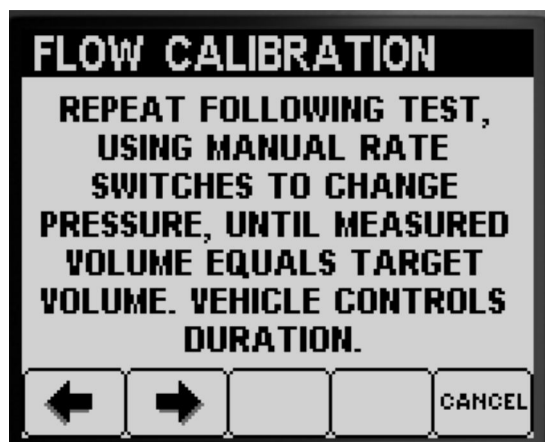 FLOW CALIBRATION
REPEAT FOLLOWING TEST,
USING MANUAL RATE
SWITCHES TO CHANGE
PRESSURE, UNTIL MEASURED
VOLUME EQUALS TARGET
VOLUME. VEHICLE CONTROLS
DURATION.
CANCEL